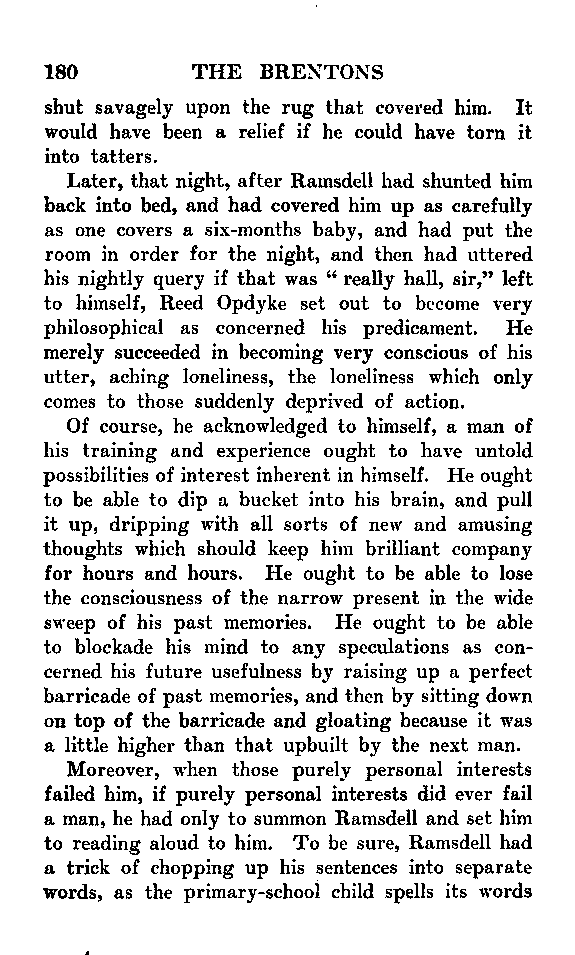 180 THE BRENTONS
shut savagely upon the rug that covered him. It
would have been a relief if he could have torn it
into tatters.
Later, that night, after Ramsdell had shunted him
back into bed, and had covered him up as carefully
as one covers a six-months baby, and had put the
room in order for the night, and then had uttered
his nightly query if that was “ really hall, sir,” left
to himself, Reed Opdyke set out to become very
philosophical as concerned his predicament. He
merely succeeded in becoming very conscious of his
utter, aching loneliness, the loneliness which only
comes to those suddenly deprived of action.
Of course, he acknowledged to himself, a man of
his training and experience ought to have untold
possibilities of interest inherent in himself. He ought
to be able to dip a bucket into his brain, and pull
it up, dripping with all sorts of new and amusing
thoughts which should keep him brilliant company
for hours and hours. He ought to be able to lose
the consciousness of the narrow present in the wide
sweep of his past memories. He ought to be able
to blockade his mind to any speculations as con-
cerned his future usefulness by raising up a perfect
barricade of past memories, and then by sitting down
on top of the barricade and gloating because it was
a little higher than that upbuilt by the next man.
Moreover, when those purely personal interests
failed him, if purely personal interests did ever fail
a man, he had only to summon Ramsdell and set him
to reading aloud to him. To be sure, Ramsdell had
a trick of chopping up his sentences into separate
words, as the primary-school child spells its words